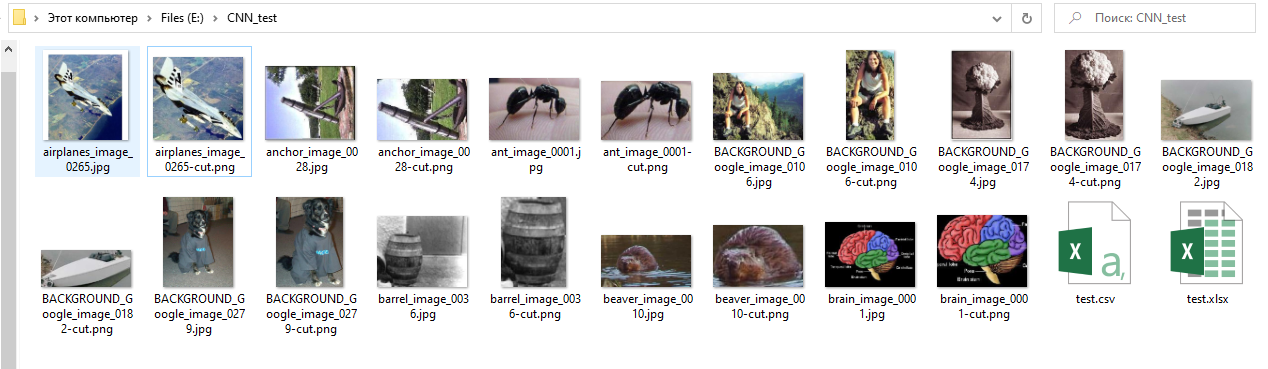 Этот компьютер > Files (E:) > CNN_test
Поиск: CNN_test
airplanes_image_
0265.jpg
airplanes_image_
0265-cut.png
anchor_image_00
28.jpg
anchor_image_00
28-cut.png
ant_image_0001.j
pg
ant_image_0001-
cut.png
BACKGROUND_G
oogle_image_010
6.jpg
BACKGROUND_G
oogle_image_010
6-cut.png
BACKGROUND_G
oogle_image_017
4.jpg
BACKGROUND_G
oogle_image_017
4-cut.png
BACKGROUND_G
oogle_image_018
2.jpg
BACKGROUND_G
oogle_image_018
2-cut.png
BACKGROUND_G
oogle_image_027
9.jpg
BACKGROUND_G
oogle_image_027
9-cut.png
barrel_image_003
6.jpg
barrel_image_003
6-cut.png
beaver_image_00
10.jpg
beaver_image_00
10-cut.png
brain_image_000
1.jpg
brain_image_000
1-cut.png
X a,
test.csv
X
test.xlsx